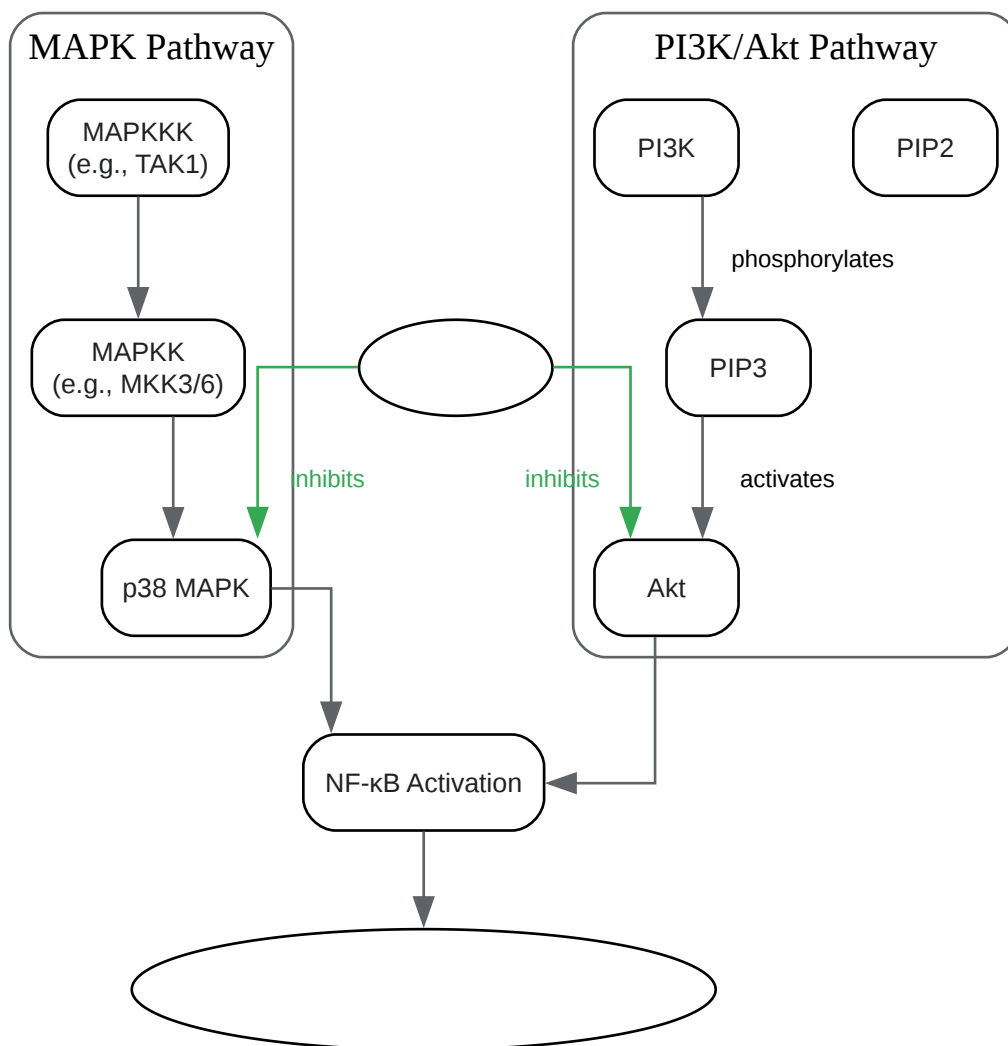 MAPK Pathway
MAPKKK
(e.g., TAK1)
MAPKK
(e.g., MKK3/6)
inhibits
p38 MAPK
PI3K/Akt Pathway
PI3K
PIP2
phosphorylates
PIP3
inhibits
activates
Akt
NF-κB Activation